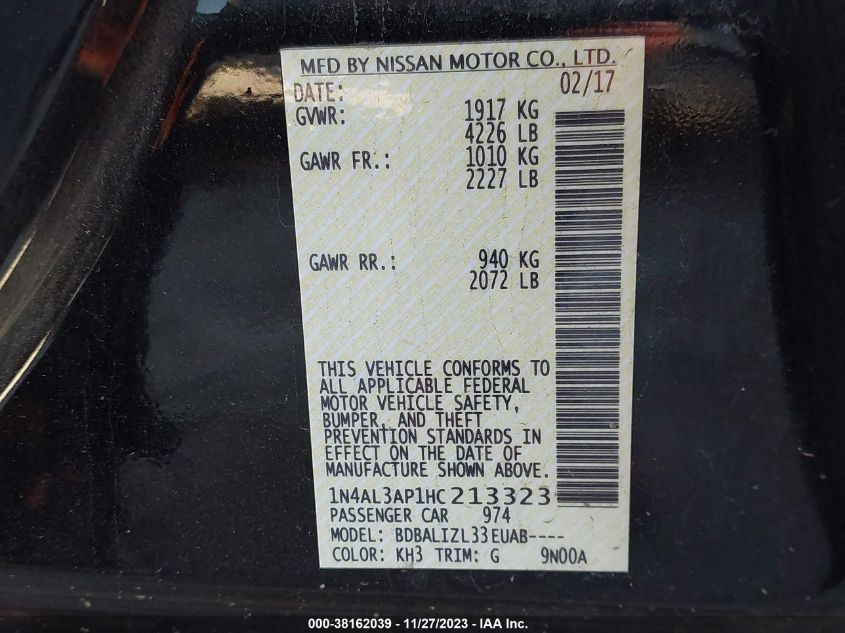 MFD BY NISSAN MOTOR CO., LTD.
DATE: 02/17
GVWR: 1917 KG
4226 LB
GAWR FR.: 1010 KG
2227 LB
GAWR RR.: 940 KG
2072 LB
THIS VEHICLE CONFORMS TO
ALL APPLICABLE FEDERAL
MOTOR VEHICLE SAFETY,
BUMPER, AND THEFT
PREVENTION STANDARDS IN
EFFECT ON THE DATE OF
MANUFACTURE SHOWN ABOVE.
1N4AL3AP1HC213323
PASSENGER CAR 974
MODEL: BDBALIZL33EUAB----
COLOR: KH3 TRIM: G 9N00A
000-38162039 - 11/27/2023 - IAA Inc.